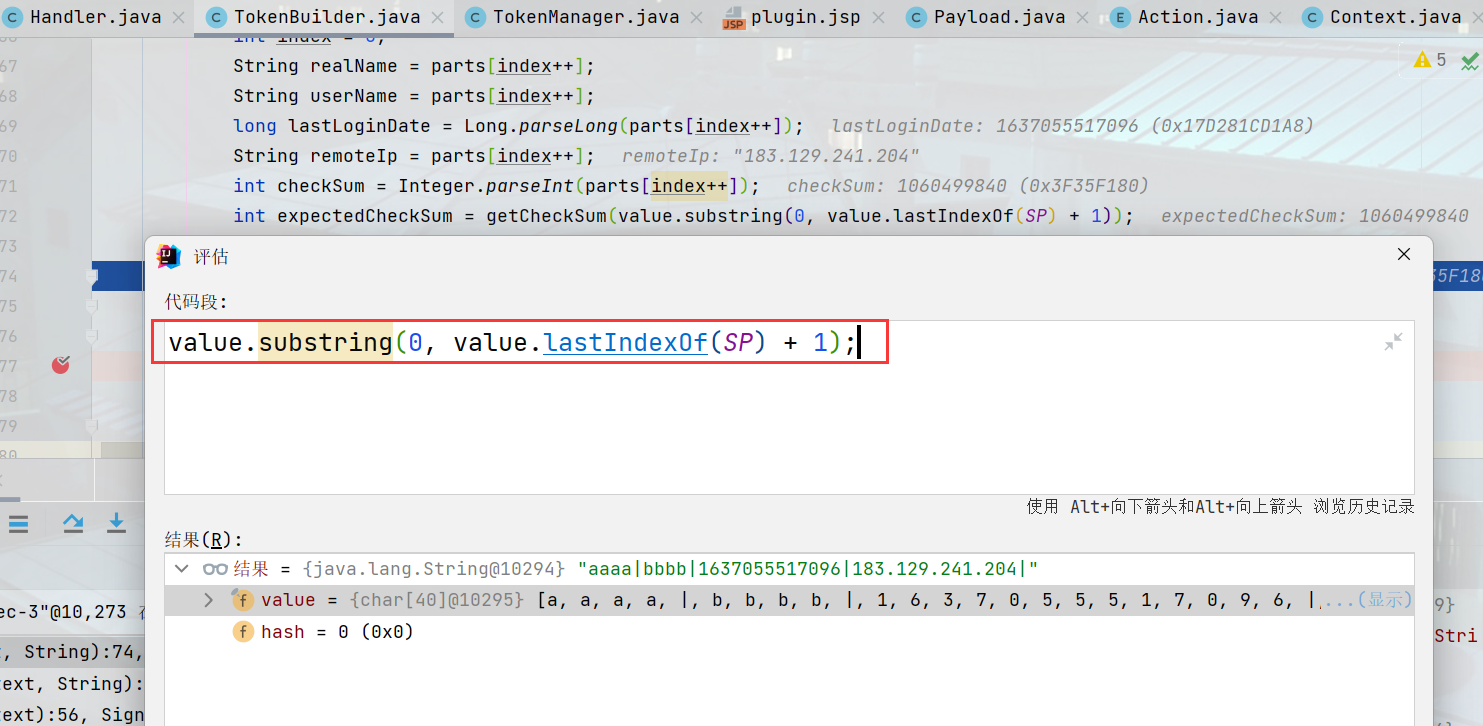 Handler.java TokenBuilder.java TokenManager.java JSP plugin.jsp Payload.java Action.java Context.java
67 String realName = parts[index++]; 5
68 String userName = parts[index++];
69 long lastLoginDate = Long.parseLong(parts[index++]); lastLoginDate: 1637055517096 (0x17D281CD1A8)
70 String remoteIp = parts[index++]; remoteIp: "183.129.241.204"
71 int checkSum = Integer.parseInt(parts[index++]); checkSum: 1060499840 (0x3F35F180)
72 int expectedCheckSum = getCheckSum(value.substring(0, value.lastIndexOf(SP) + 1)); expectedCheckSum: 1060499840
73
评估
74
75
代码段:
76
value.substring(0, value.lastIndexOf(SP) + 1);
77
78
79
80
使用 Alt+向下箭头和Alt+向上箭头 浏览历史记录
结果(R):
结果 = {java.lang.String@10294} "aaaa|bbbb|1637055517096|183.129.241.204|"
value = {char[40]@10295} [a, a, a, a, |, b, b, b, b, |, 1, 6, 3, 7, 0, 5, 5, 5, 1, 7, 0, 9, 6, |,...(显示)
ec-3"@10,273
hash = 0 (0x0)
, String):74,
text, String):
text):56, Sign
9}
Stri